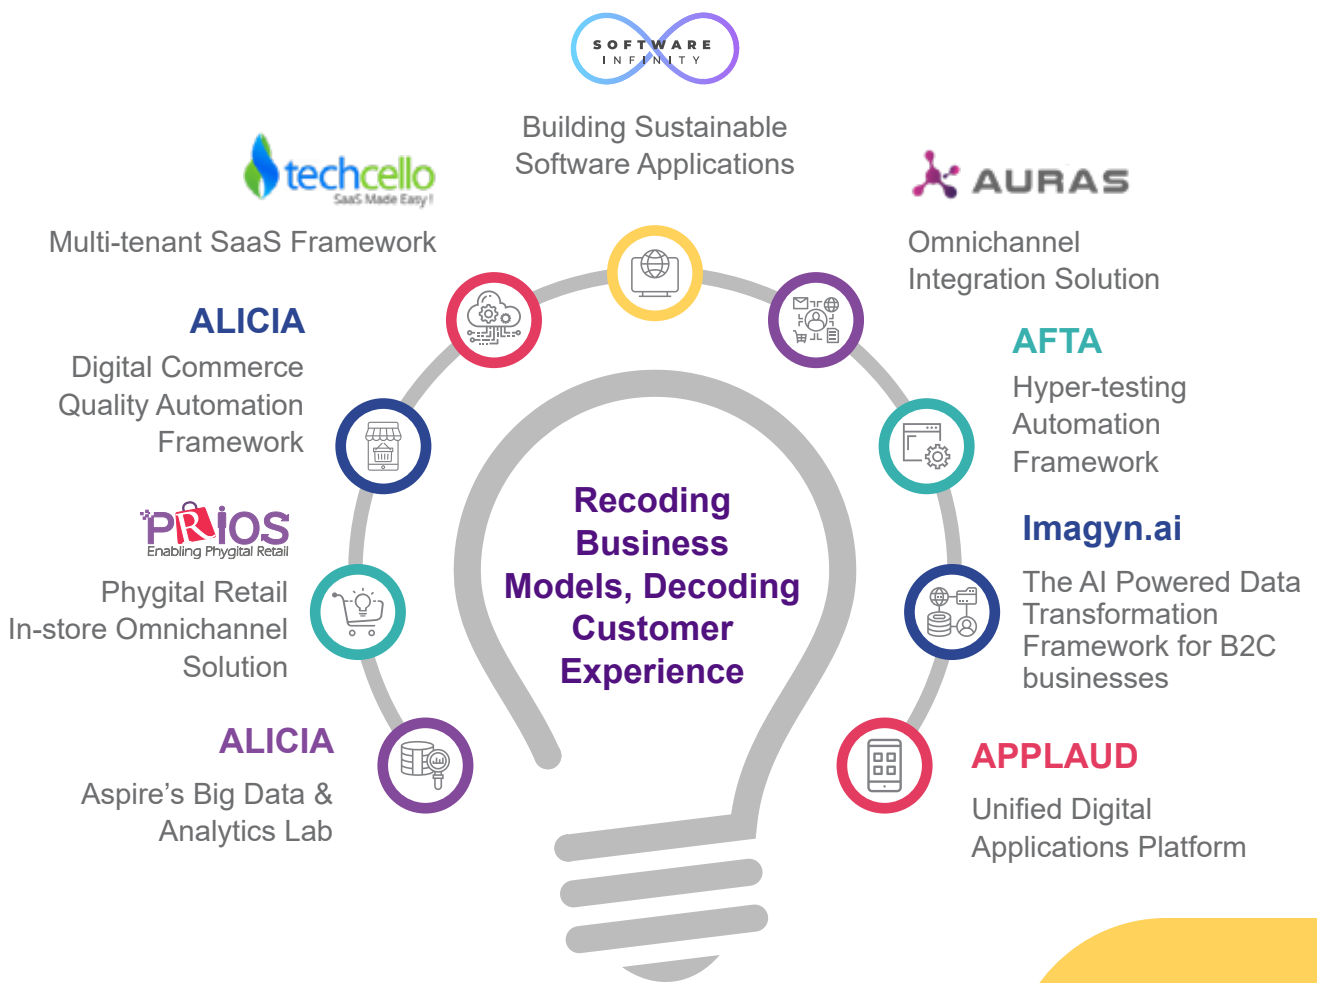 SOFTWARE
INFINITY
Building Sustainable
Software Applications
techcello
SaaS Made Easy!
Multi-tenant SaaS Framework
AURAS
Omnichannel
Integration Solution
ALICIA
Digital Commerce
Quality Automation
Framework
AFTA
Hyper-testing
Automation
Framework
PRiOS
Enabling Phygital Retail
Phygital Retail
In-store Omnichannel
Solution
Recoding
Business
Models, Decoding
Customer
Experience
Imagyn.ai
The AI Powered Data
Transformation
Framework for B2C
businesses
ALICIA
Aspire’s Big Data &
Analytics Lab
APPLAUD
Unified Digital
Applications Platform